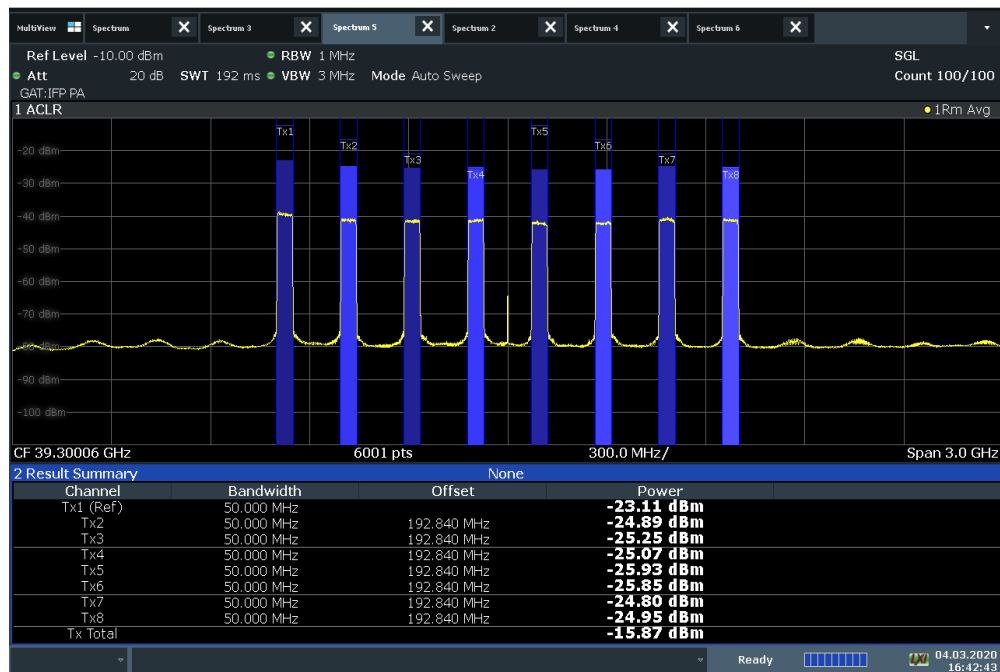 MultiView Spectrum Spectrum 3 Spectrum 5 Spectrum 2 Spectrum 4 Spectrum 6
Ref Level -10.00 dBm RBW 1 MHz SGL
Att 20 dB SWT 192 ms VBW 3 MHz Mode Auto Sweep Count 100/100
GAT:IFP PA
1 ACLR 1Rm Avg
Tx1 Tx5
Tx2 Tx6
Tx3 Tx7
Tx4 Tx8
-20 dBm
-30 dBm
-40 dBm
-50 dBm
-60 dBm
-70 dBm
-80 dBm
-90 dBm
-100 dBm
CF 39.30006 GHz 6001 pts 300.0 MHz/ Span 3.0 GHz
2 Result Summary None
Channel Bandwidth Offset Power
Tx1 (Ref) 50.000 MHz -23.11 dBm
Tx2 50.000 MHz 192.840 MHz -24.89 dBm
Tx3 50.000 MHz 192.840 MHz -25.25 dBm
Tx4 50.000 MHz 192.840 MHz -25.07 dBm
Tx5 50.000 MHz 192.840 MHz -25.93 dBm
Tx6 50.000 MHz 192.840 MHz -25.85 dBm
Tx7 50.000 MHz 192.840 MHz -24.80 dBm
Tx8 50.000 MHz 192.840 MHz -24.95 dBm
Tx Total -15.87 dBm
Ready LXI 04.03.2020
16:42:43